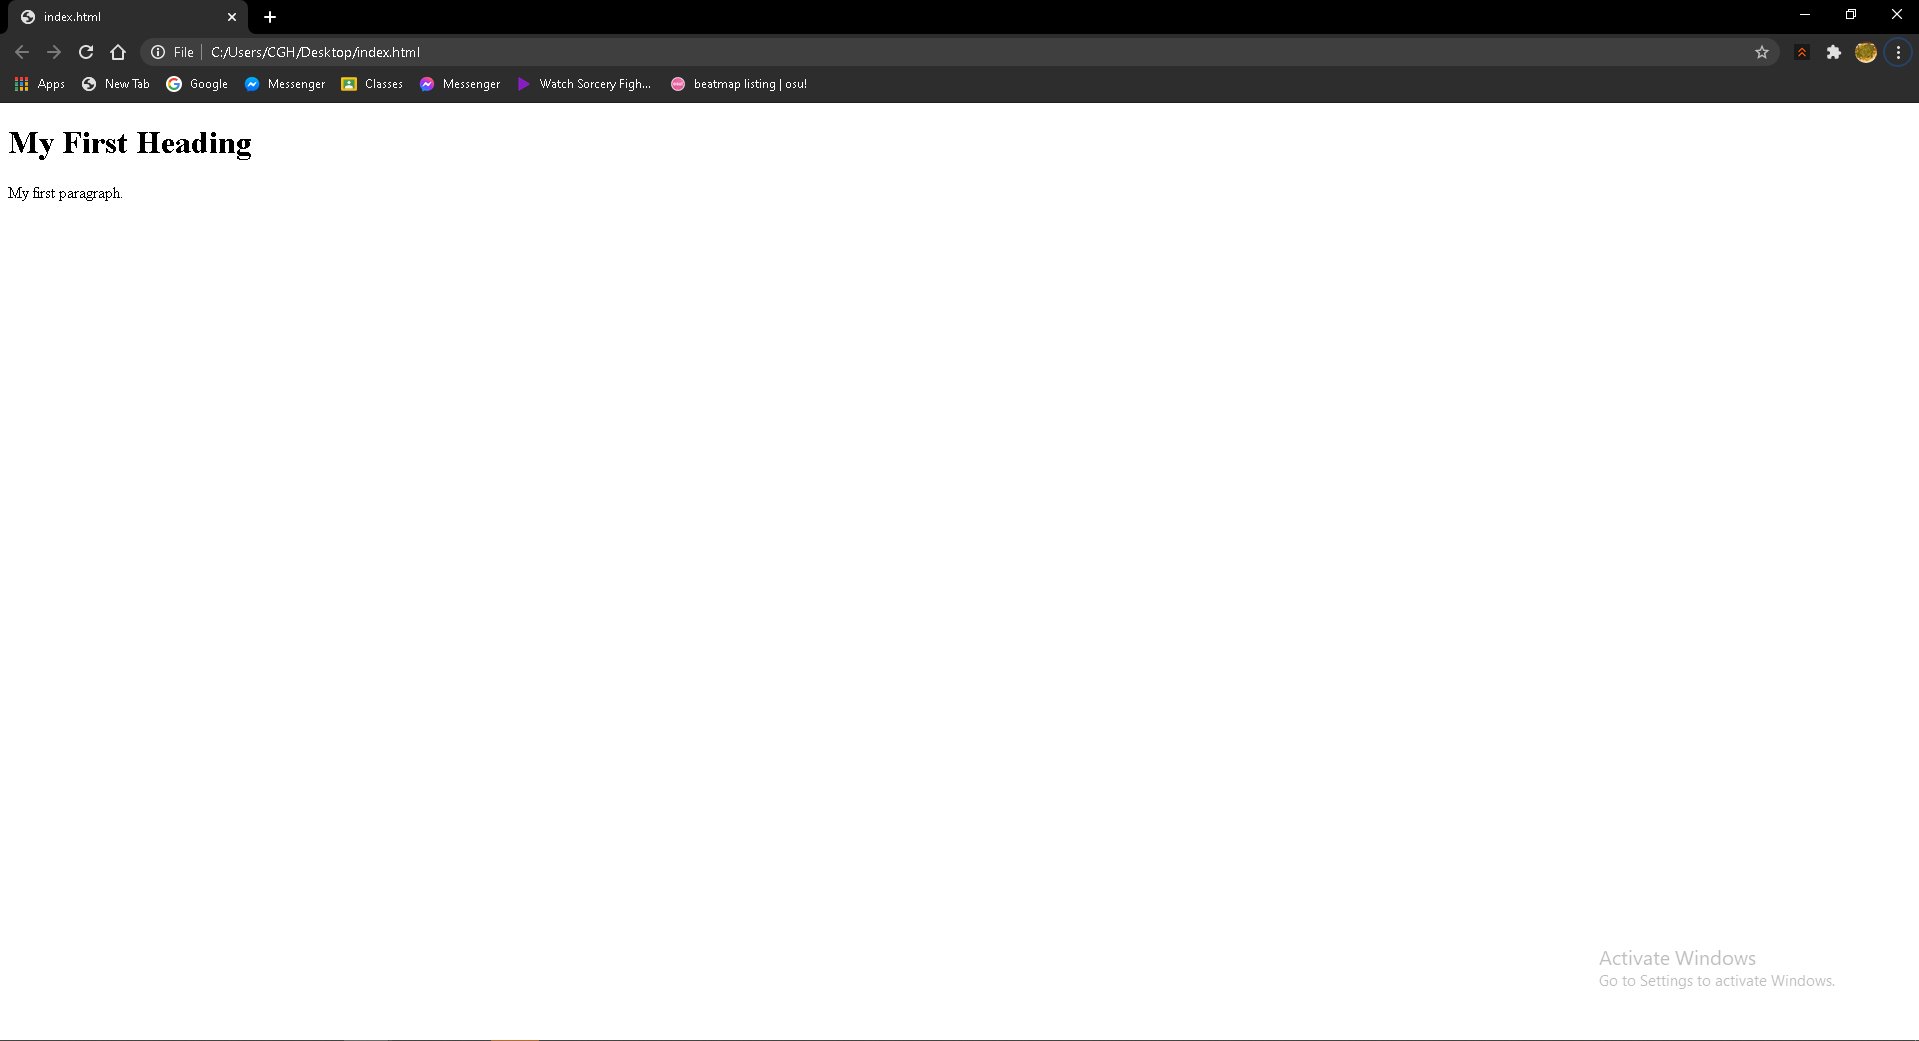 index.html
File C:/Users/CGH/Desktop/index.html
Apps New Tab Google Messenger Classes Messenger Watch Sorcery Figh... beatmap listing | osu!
My First Heading
My first paragraph.
Activate Windows
Go to Settings to activate Windows.